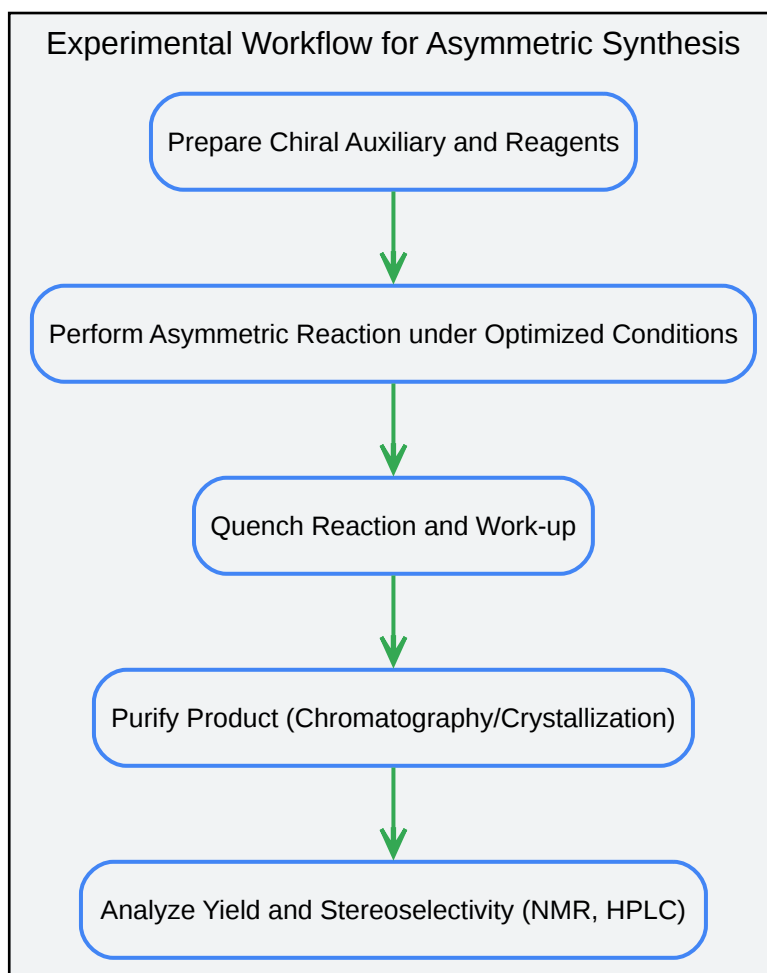 Experimental Workflow for Asymmetric Synthesis
Prepare Chiral Auxiliary and Reagents
Perform Asymmetric Reaction under Optimized Conditions
Quench Reaction and Work-up
Purify Product (Chromatography/Crystallization)
Analyze Yield and Stereoselectivity (NMR, HPLC)